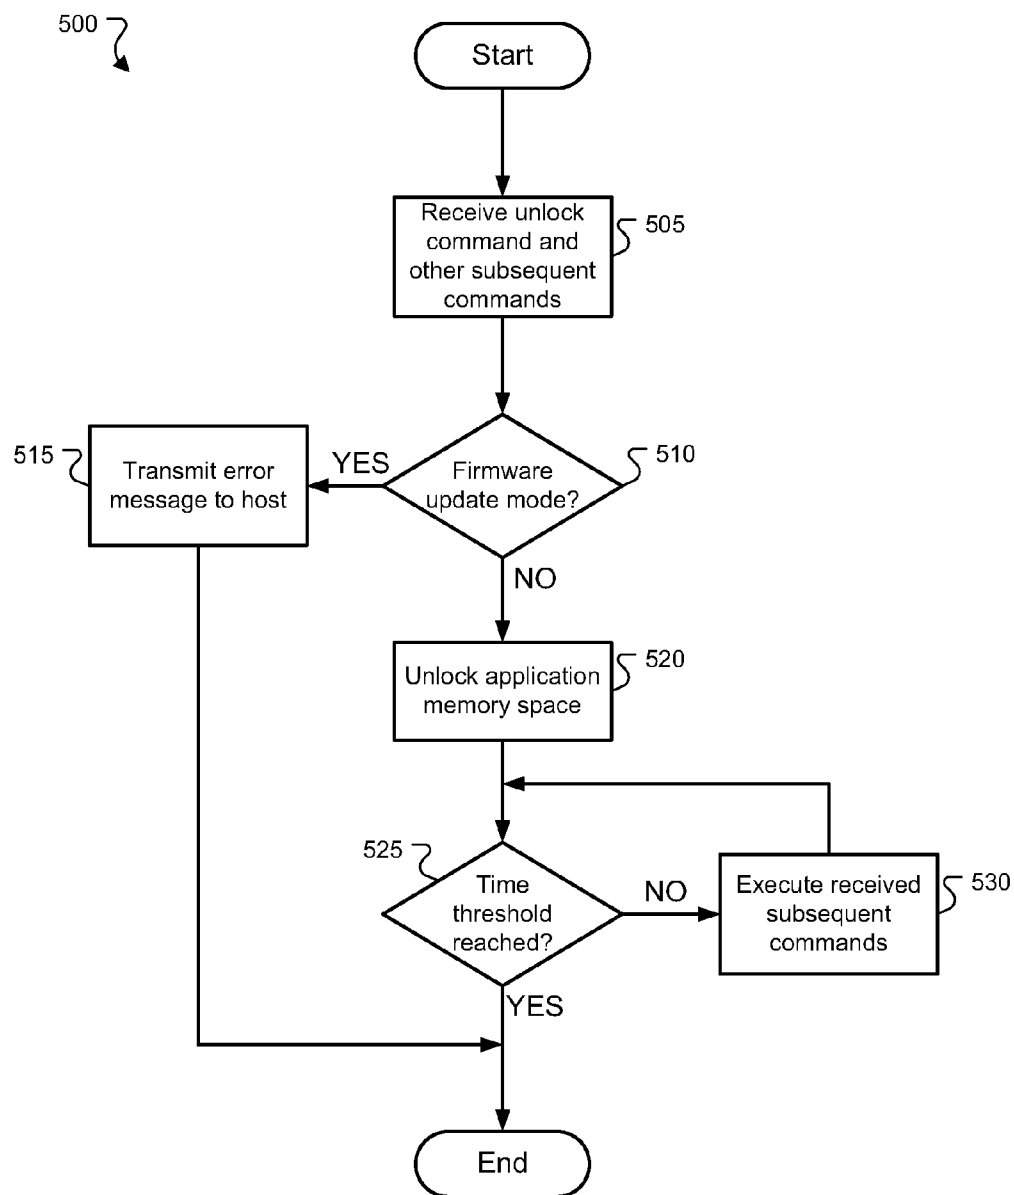 500
Start
Receive unlock
command and
other subsequent
commands
505
515
Transmit error
message to host
YES
Firmware
update mode?
510
NO
Unlock application
memory space
520
525
Time
threshold
reached?
NO
Execute received
subsequent
commands
530
YES
End